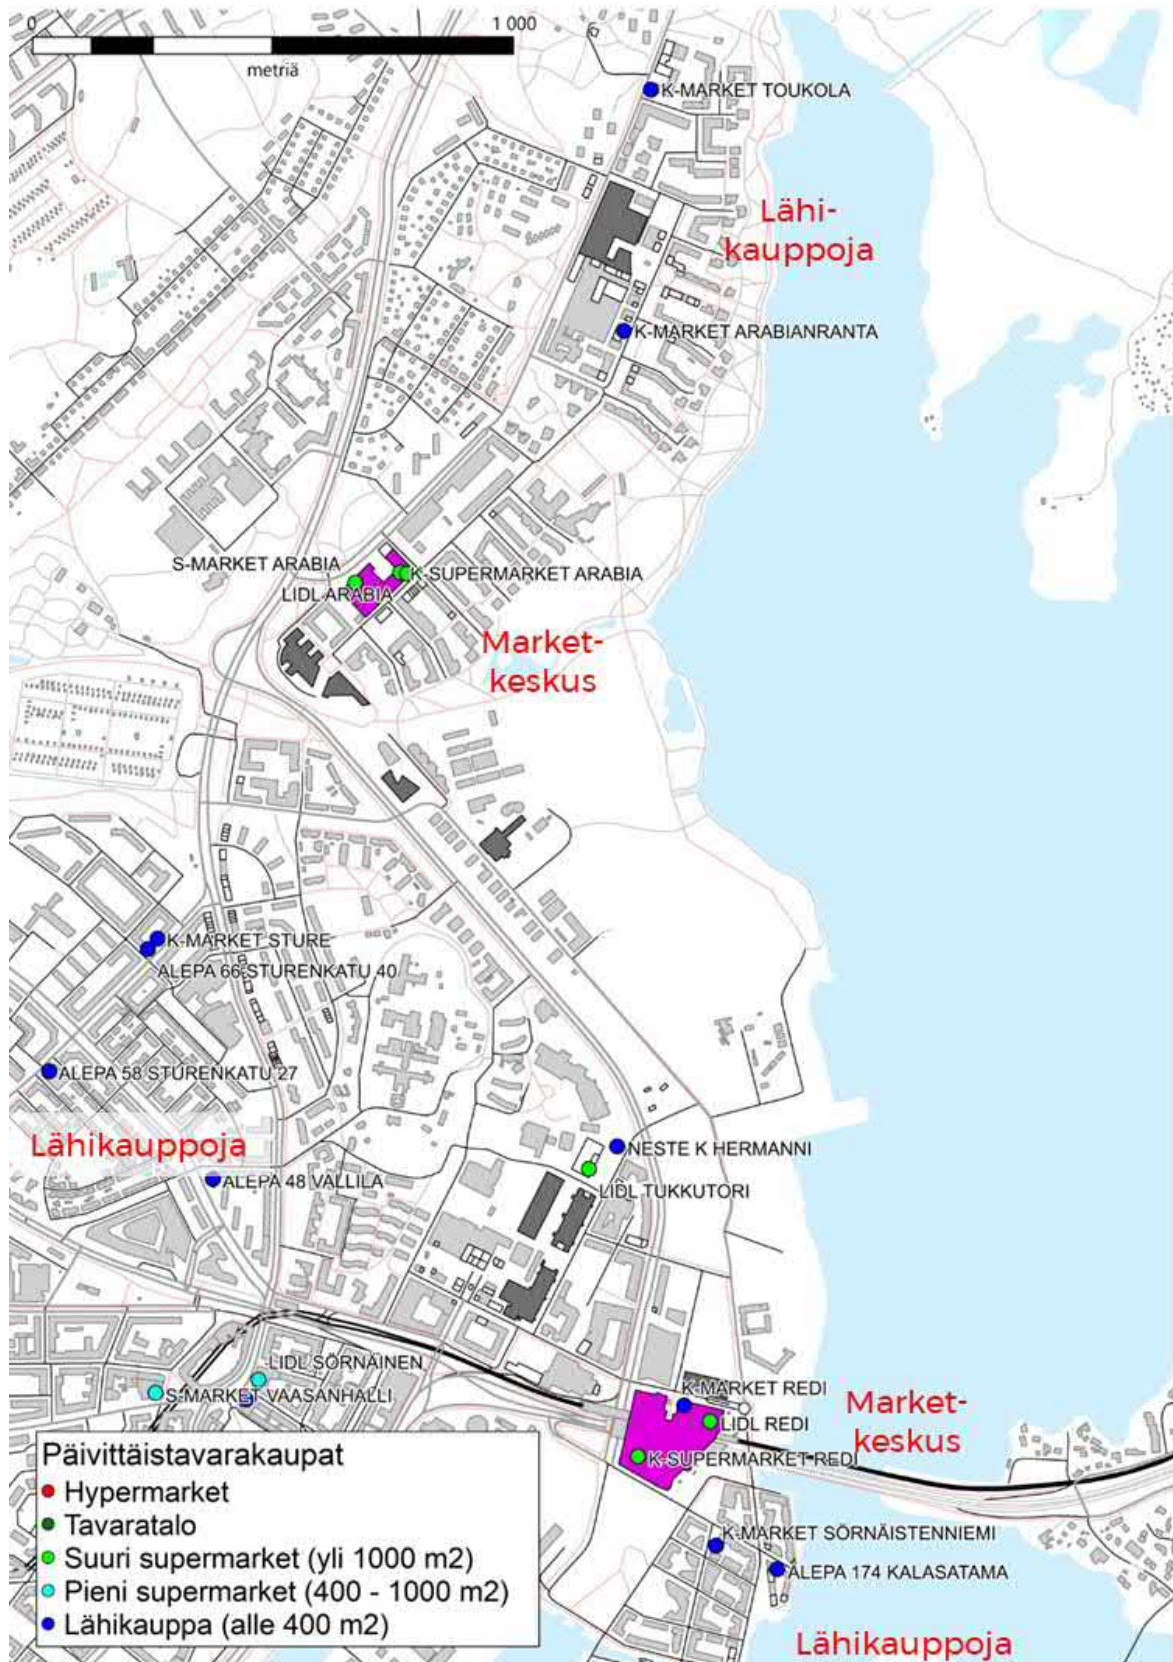 0 1 000
metriä
K-MARKET TOUKOLA
Lähi-
kauppoja
K-MARKET ARABIANRANTA
S-MARKET ARABIA
K-SUPERMARKET ARABIA
LIDL ARABIA
Market-
keskus
K-MARKET STURE
ALEPA 66 STURENKATU 40
ALEPA 58 STURENKATU 27
Lähikauppoja
NESTE K HERMANNI
ALEPA 48 VALLILA
LIDL TUKKUTORI
LIDL SÖRNÄINEN
S-MARKET VAASANHALLI
K-MARKET REDI
LIDL REDI
Market-
keskus
K-SUPERMARKET REDI
Päivittäistavarakaupat
Hypermarket
Tavaratalo
Suuri supermarket (yli 1000 m2)
Pieni supermarket (400 - 1000 m2)
Lähikauppa (alle 400 m2)
K-MARKET SÖRNÄISTENNIEMI
ALEPA 174 KALASATAMA
Lähikauppoja